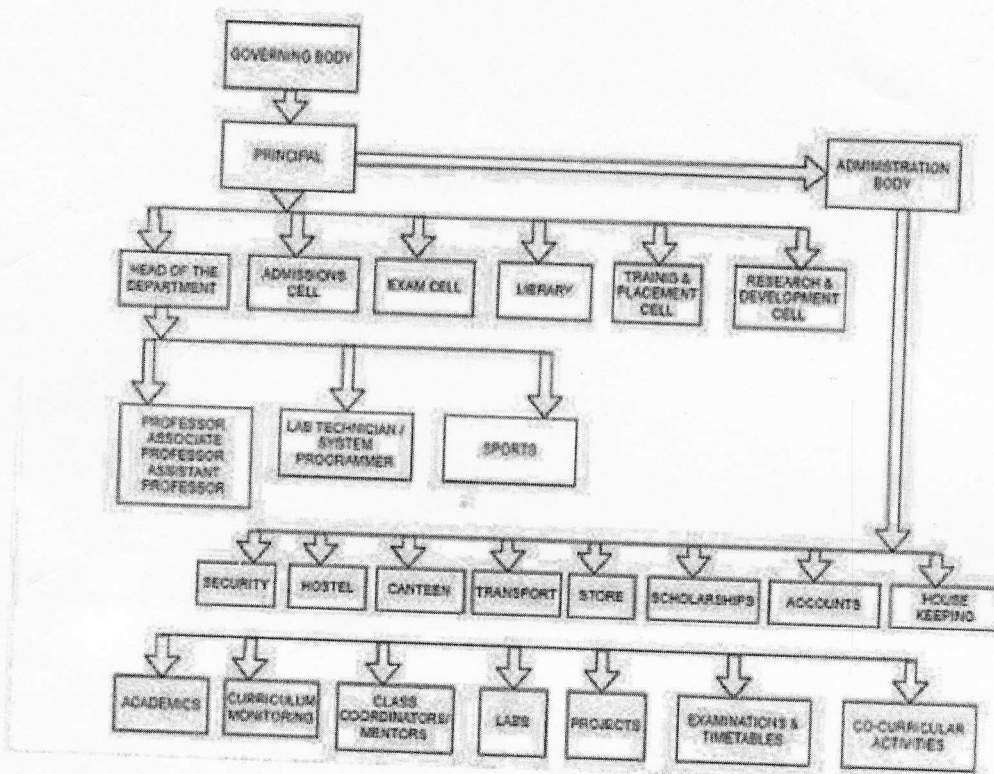 GOVERNING BODY
PRINCIPAL
ADMINISTRATION
BODY
HEAD OF THE
DEPARTMENT
ADMISSIONS
CELL
EXAM CELL
LIBRARY
TRAINIG &
PLACEMENT
CELL
RESEARCH &
DEVELOPMENT
CELL
PROFESSOR
ASSOCIATE
PROFESSOR
ASSISTANT
PROFESSOR
LAB TECHNICIAN /
SYSTEM
PROGRAMMER
SPORTS
SECURITY
HOSTEL
CANTEEN
TRANSPORT
STORE
SCHOLARSHIPS
ACCOUNTS
HOUSE
KEEPING
ACADEMICS
CURRICULUM
MONITORING
CLASS
COORDINATORS/
MENTORS
LABS
PROJECTS
EXAMINATIONS &
TIMETABLES
CO-CURRICULAR
ACTIVITIES